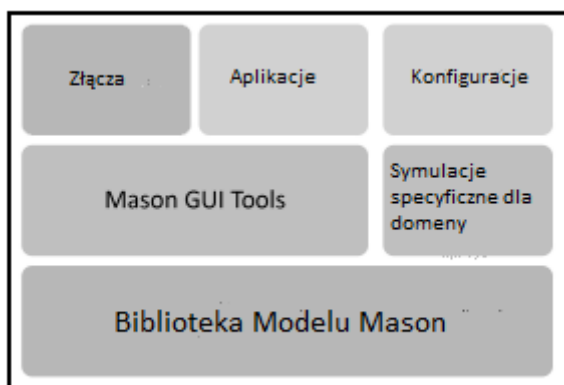 Złącza
Aplikacje
Konfiguracje
Mason GUI Tools
Symulacje
specyficzne dla
domeny
Biblioteka Modelu Mason